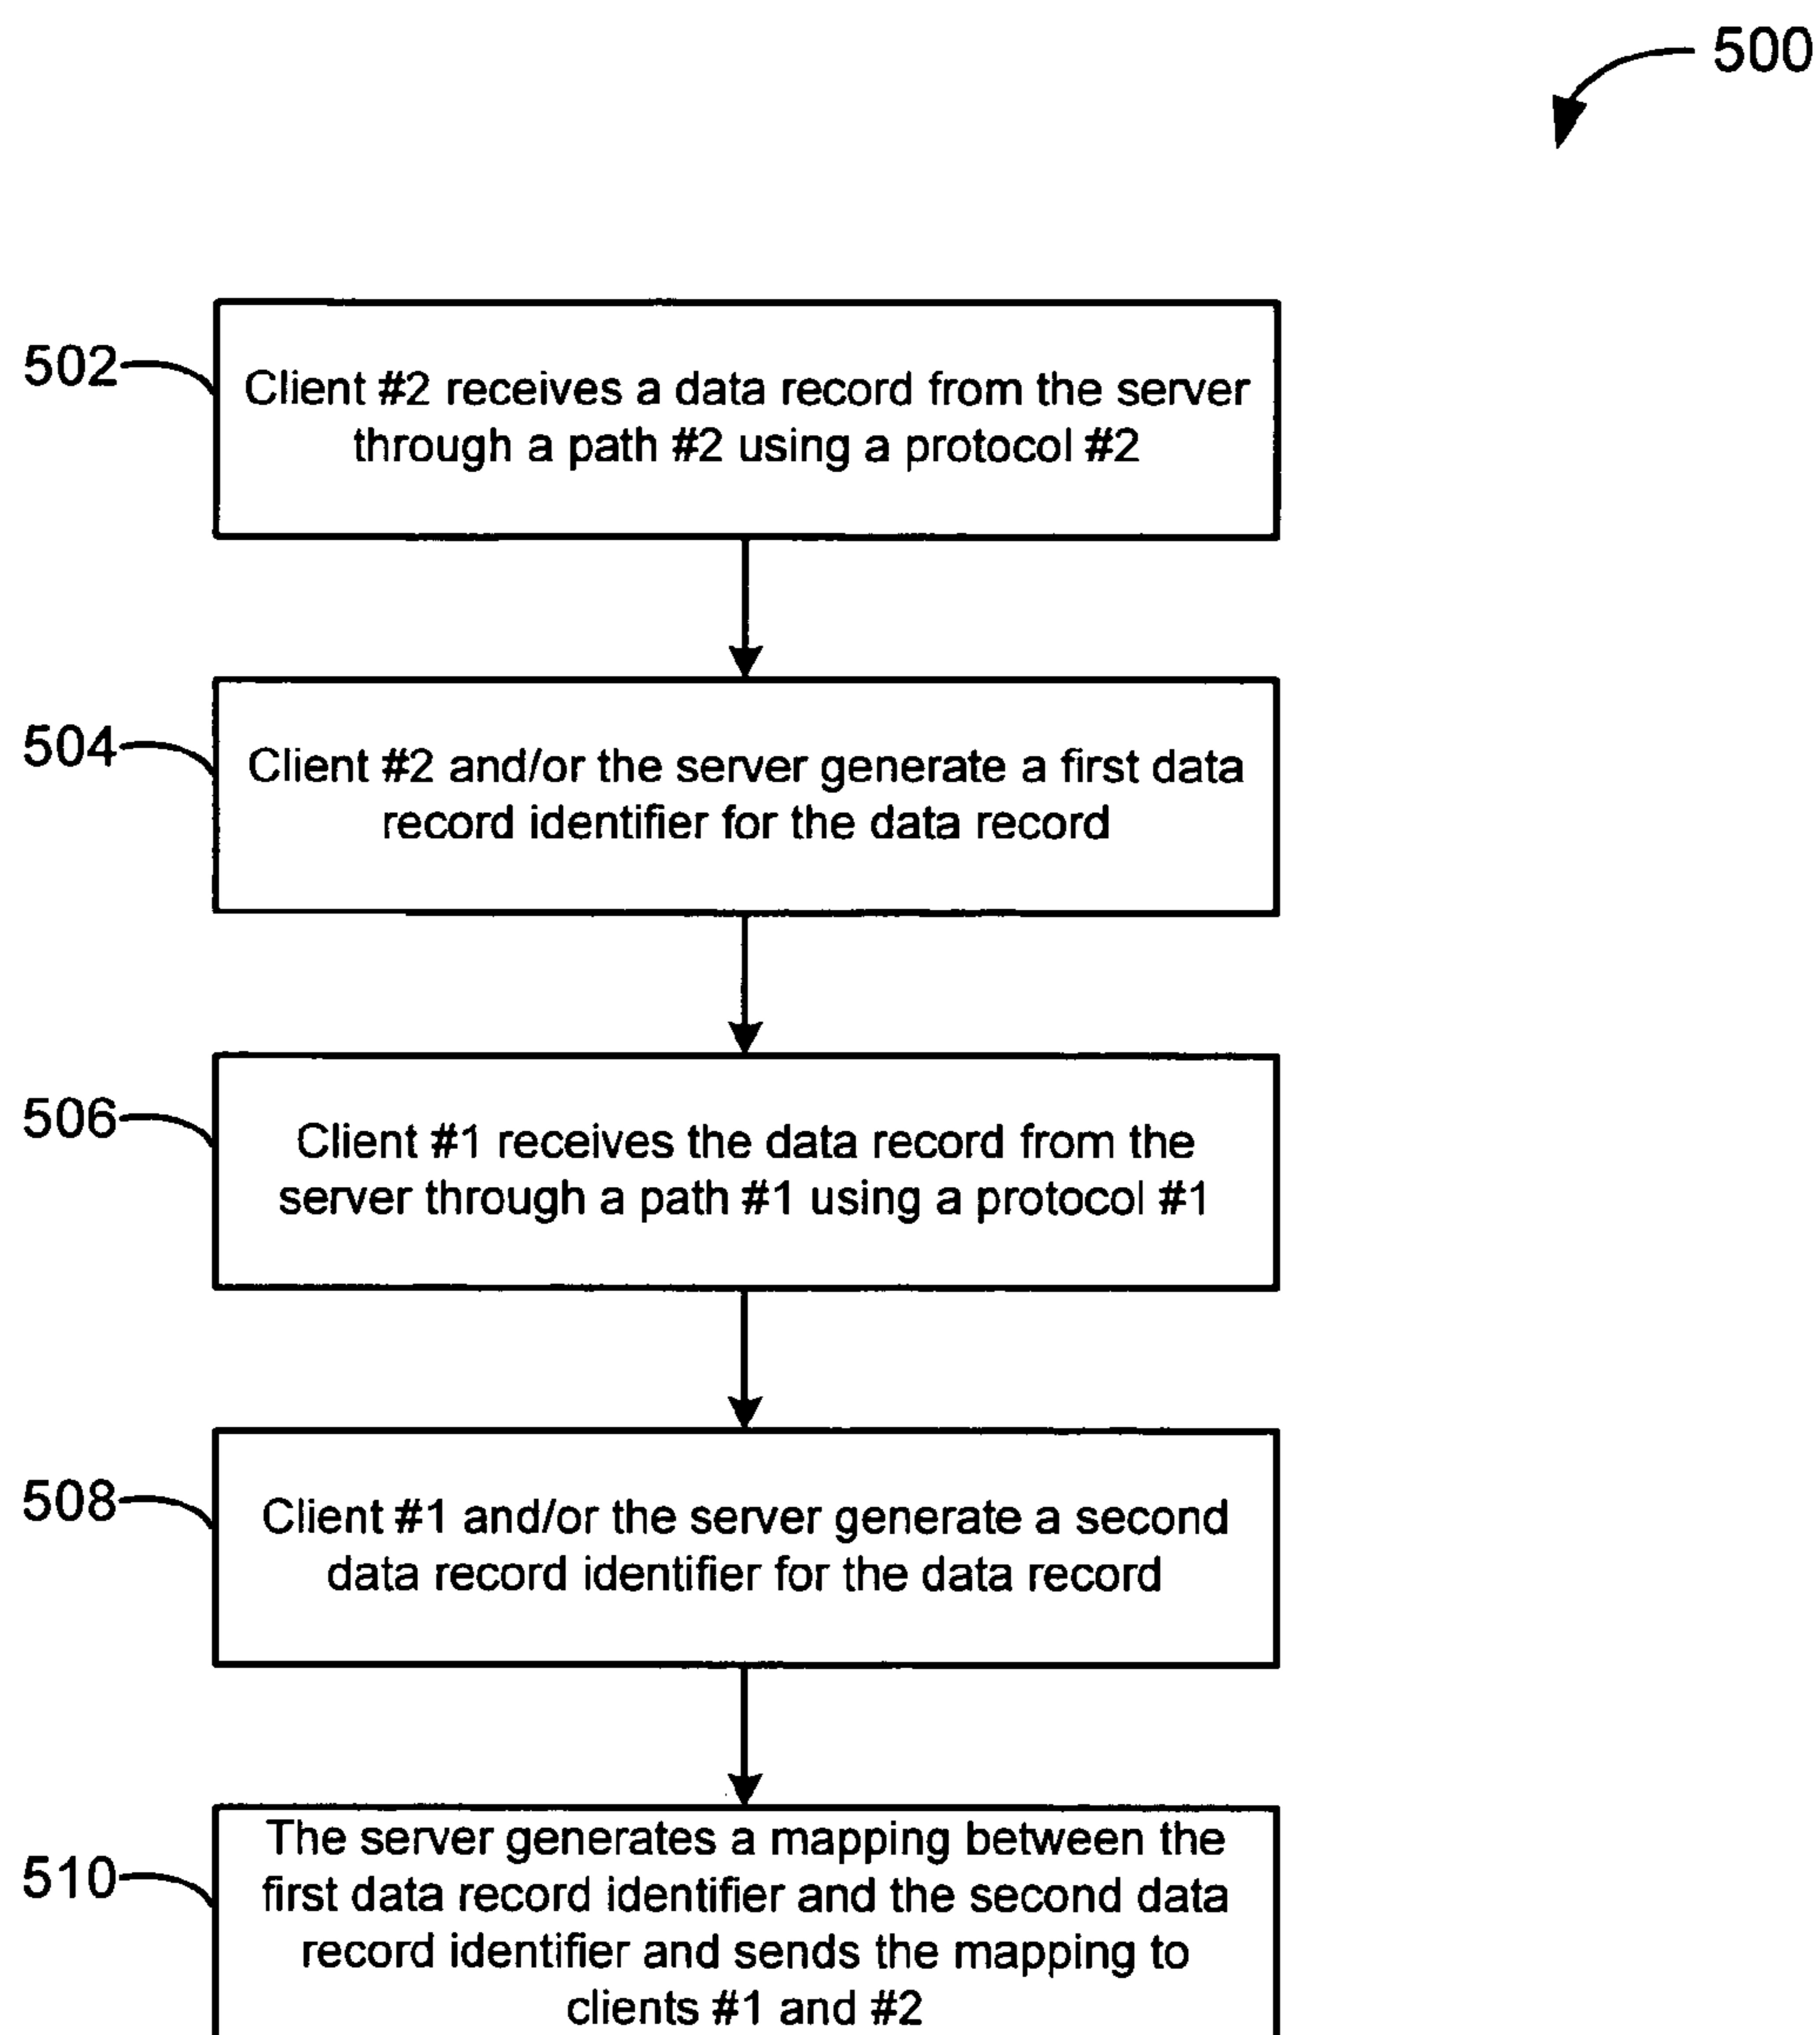 500
502
Client #2 receives a data record from the server
through a path #2 using a protocol #2
504
Client #2 and/or the server generate a first data
record identifier for the data record
506
Client #1 receives the data record from the
server through a path #1 using a protocol #1
508
Client #1 and/or the server generate a second
data record identifier for the data record
510
The server generates a mapping between the
first data record identifier and the second data
record identifier and sends the mapping to
clients #1 and #2